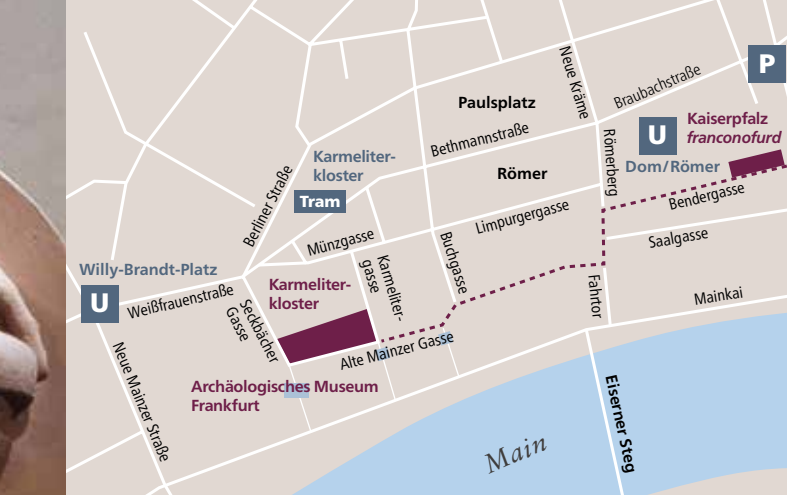 Paulsplatz
Neue Kräme
Braubachstraße
P
Kaiserpfalz
franconofurd
U
Dom/Römer
Bethmannstraße
Römer
Römerberg
Bendergasse
Saalgasse
Karmeliter-
kloster
Tram
Berliner Straße
Münzgasse
Limpurgergasse
Buchgasse
Karmeliter-
gasse
Willy-Brandt-Platz
U
Weißfrauenstraße
Seckbächer
Gasse
Karmeliter-
kloster
Fahrtor
Mainkai
Alte Mainzer Gasse
Neue Mainzer Straße
Archäologisches Museum
Frankfurt
Eiserner Steg
Main